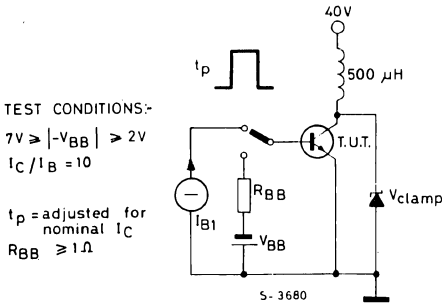 40V
tp
500 μH
TEST CONDITIONS:-
7V ≥ |-VBB| ≥ 2V
IC/IB = 10
T.U.T.
RBB
Vclamp
IB1
tp = adjusted for
nominal IC
VBB
RBB ≥ 1Ω
S-3680